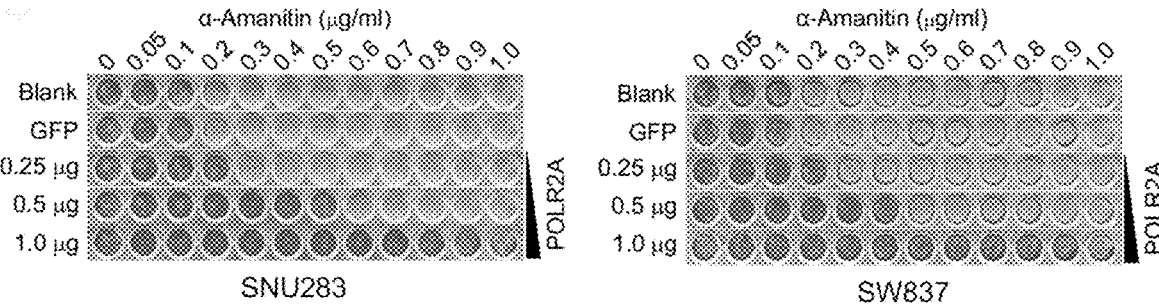 α-Amanitin (μg/ml)
0 0.05 0.1 0.2 0.3 0.4 0.5 0.6 0.7 0.8 0.9 1.0
Blank
GFP
0.25 μg
0.5 μg
1.0 μg
POLR2A
SNU283
α-Amanitin (μg/ml)
0 0.05 0.1 0.2 0.3 0.4 0.5 0.6 0.7 0.8 0.9 1.0
Blank
GFP
0.25 μg
0.5 μg
1.0 μg
POLR2A
SW837